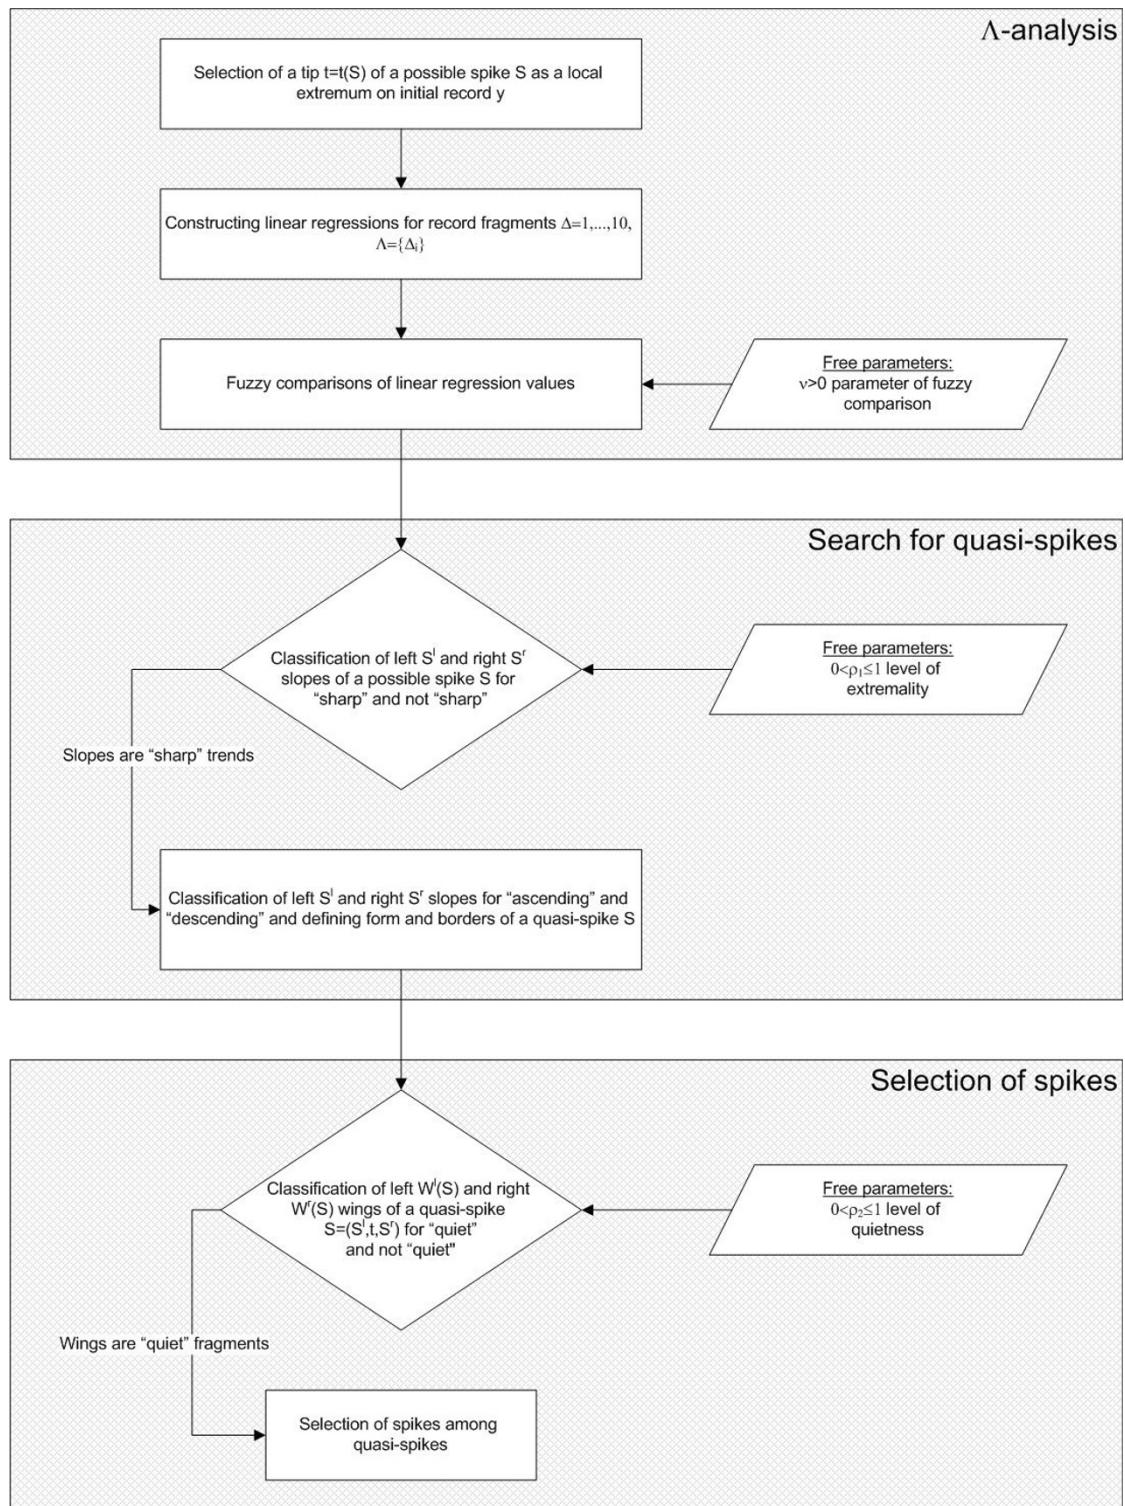 Λ-analysis
Selection of a tip t=t(S) of a possible spike S as a local
extremum on initial record y
Constructing linear regressions for record fragments Δ=1,...,10,
Λ={Δᵢ}
Fuzzy comparisons of linear regression values
Free parameters:
ν>0 parameter of fuzzy
comparison
Search for quasi-spikes
Classification of left Sˡ and right Sʳ
slopes of a possible spike S for
“sharp” and not “sharp”
Free parameters:
0<ρ₁≤1 level of
extremality
Slopes are “sharp” trends
Classification of left Sˡ and right Sʳ slopes for “ascending” and
“descending” and defining form and borders of a quasi-spike S
Selection of spikes
Classification of left Wˡ(S) and right
Wʳ(S) wings of a quasi-spike
S=(Sˡ,t,Sʳ) for “quiet”
and not “quiet"
Free parameters:
0<ρ₂≤1 level of
quietness
Wings are “quiet” fragments
Selection of spikes among
quasi-spikes